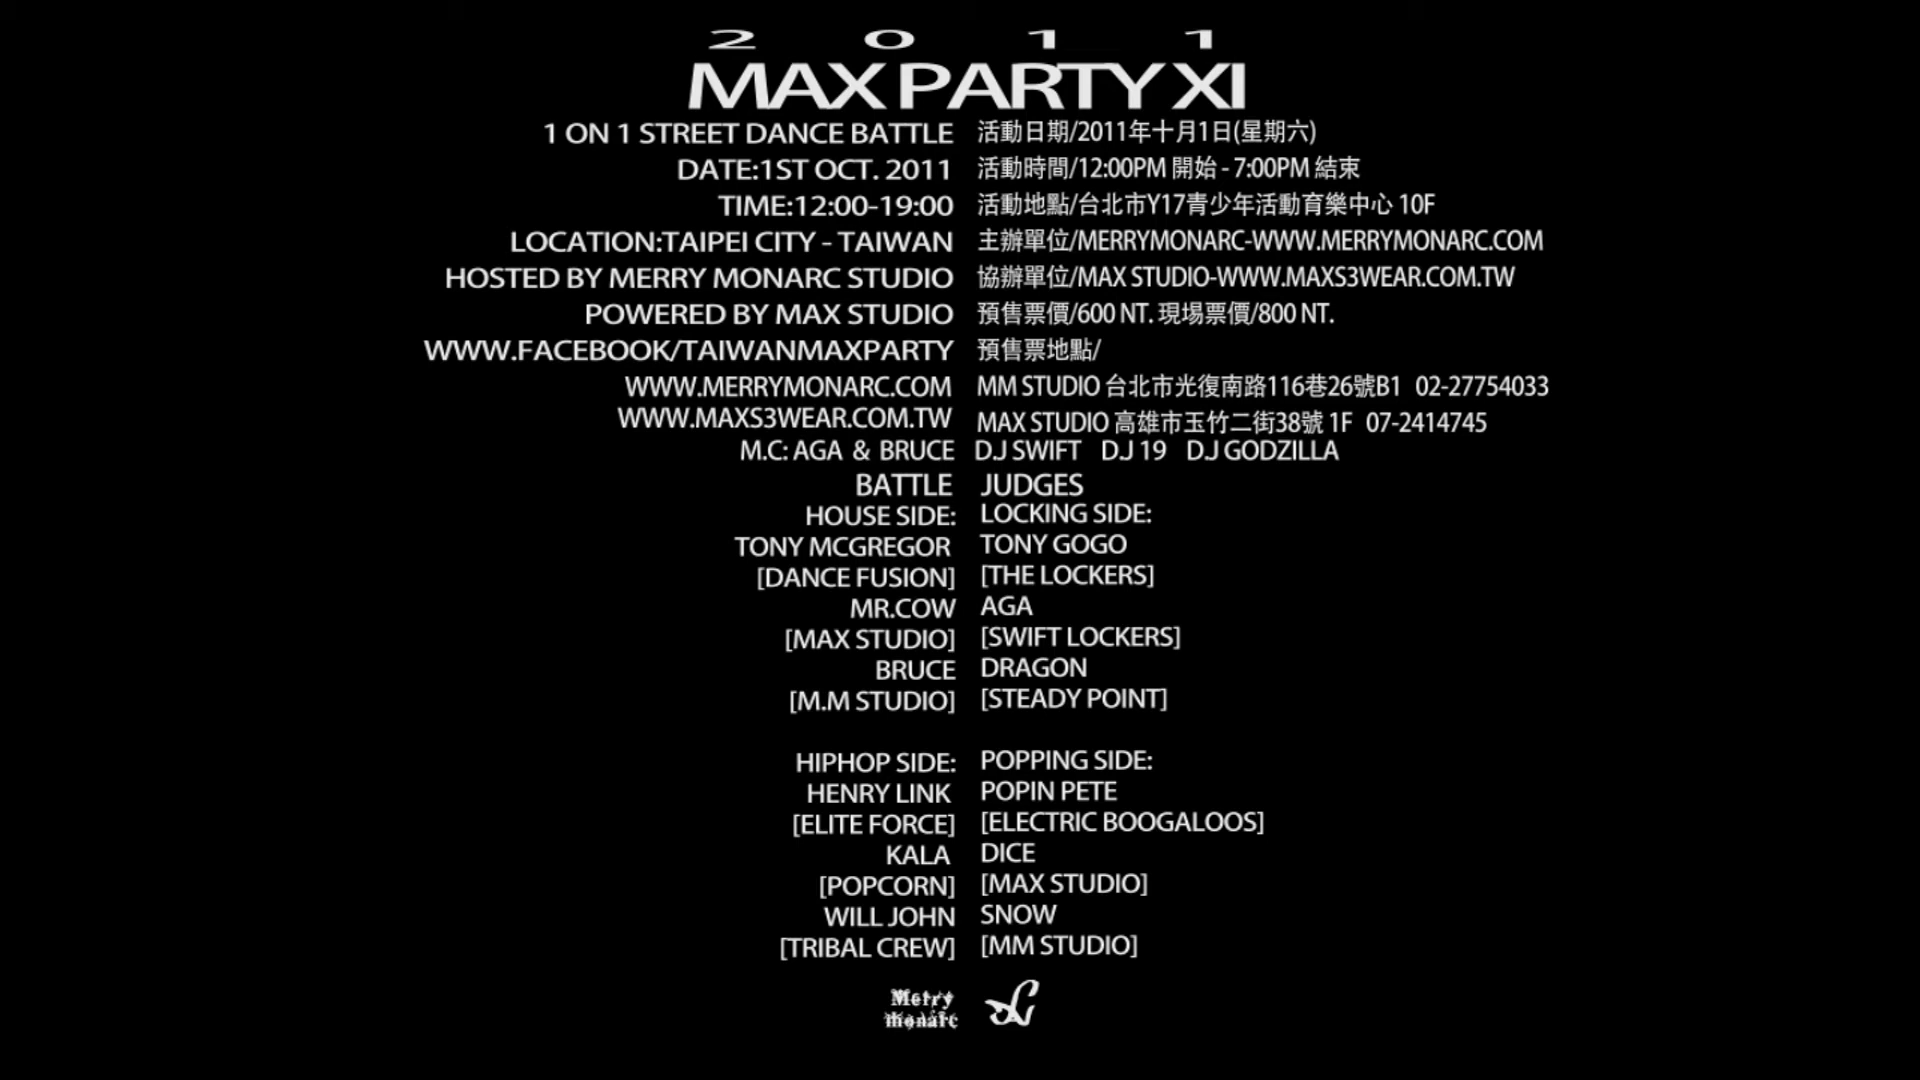 2 0 1 1
MAX PARTY XI
1 ON 1 STREET DANCE BATTLE 活動日期/2011年十月1日(星期六)
DATE:1ST OCT. 2011 活動時間/12:00PM 開始 - 7:00PM 結束
TIME:12:00-19:00 活動地點/台北市Y17青少年活動育樂中心 10F
LOCATION:TAIPEI CITY - TAIWAN 主辦單位/MERRYMONARC-WWW.MERRYMONARC.COM
HOSTED BY MERRY MONARC STUDIO 協辦單位/MAX STUDIO-WWW.MAXS3WEAR.COM.TW
POWERED BY MAX STUDIO 預售票價/600 NT. 現場票價/800 NT.
WWW.FACEBOOK/TAIWANMAXPARTY 預售票地點/
WWW.MERRYMONARC.COM MM STUDIO 台北市光復南路116巷26號B1 02-27754033
WWW.MAXS3WEAR.COM.TW MAX STUDIO 高雄市玉竹二街38號 1F 07-2414745
M.C: AGA & BRUCE D.J SWIFT D.J 19 D.J GODZILLA
BATTLE JUDGES
HOUSE SIDE: LOCKING SIDE:
TONY MCGREGOR TONY GOGO
[DANCE FUSION] [THE LOCKERS]
MR.COW AGA
[MAX STUDIO] [SWIFT LOCKERS]
BRUCE DRAGON
[M.M STUDIO] [STEADY POINT]
HIPHOP SIDE: POPPING SIDE:
HENRY LINK POPIN PETE
[ELITE FORCE] [ELECTRIC BOOGALOOS]
KALA DICE
[POPCORN] [MAX STUDIO]
WILL JOHN SNOW
[TRIBAL CREW] [MM STUDIO]
Merry
monarc